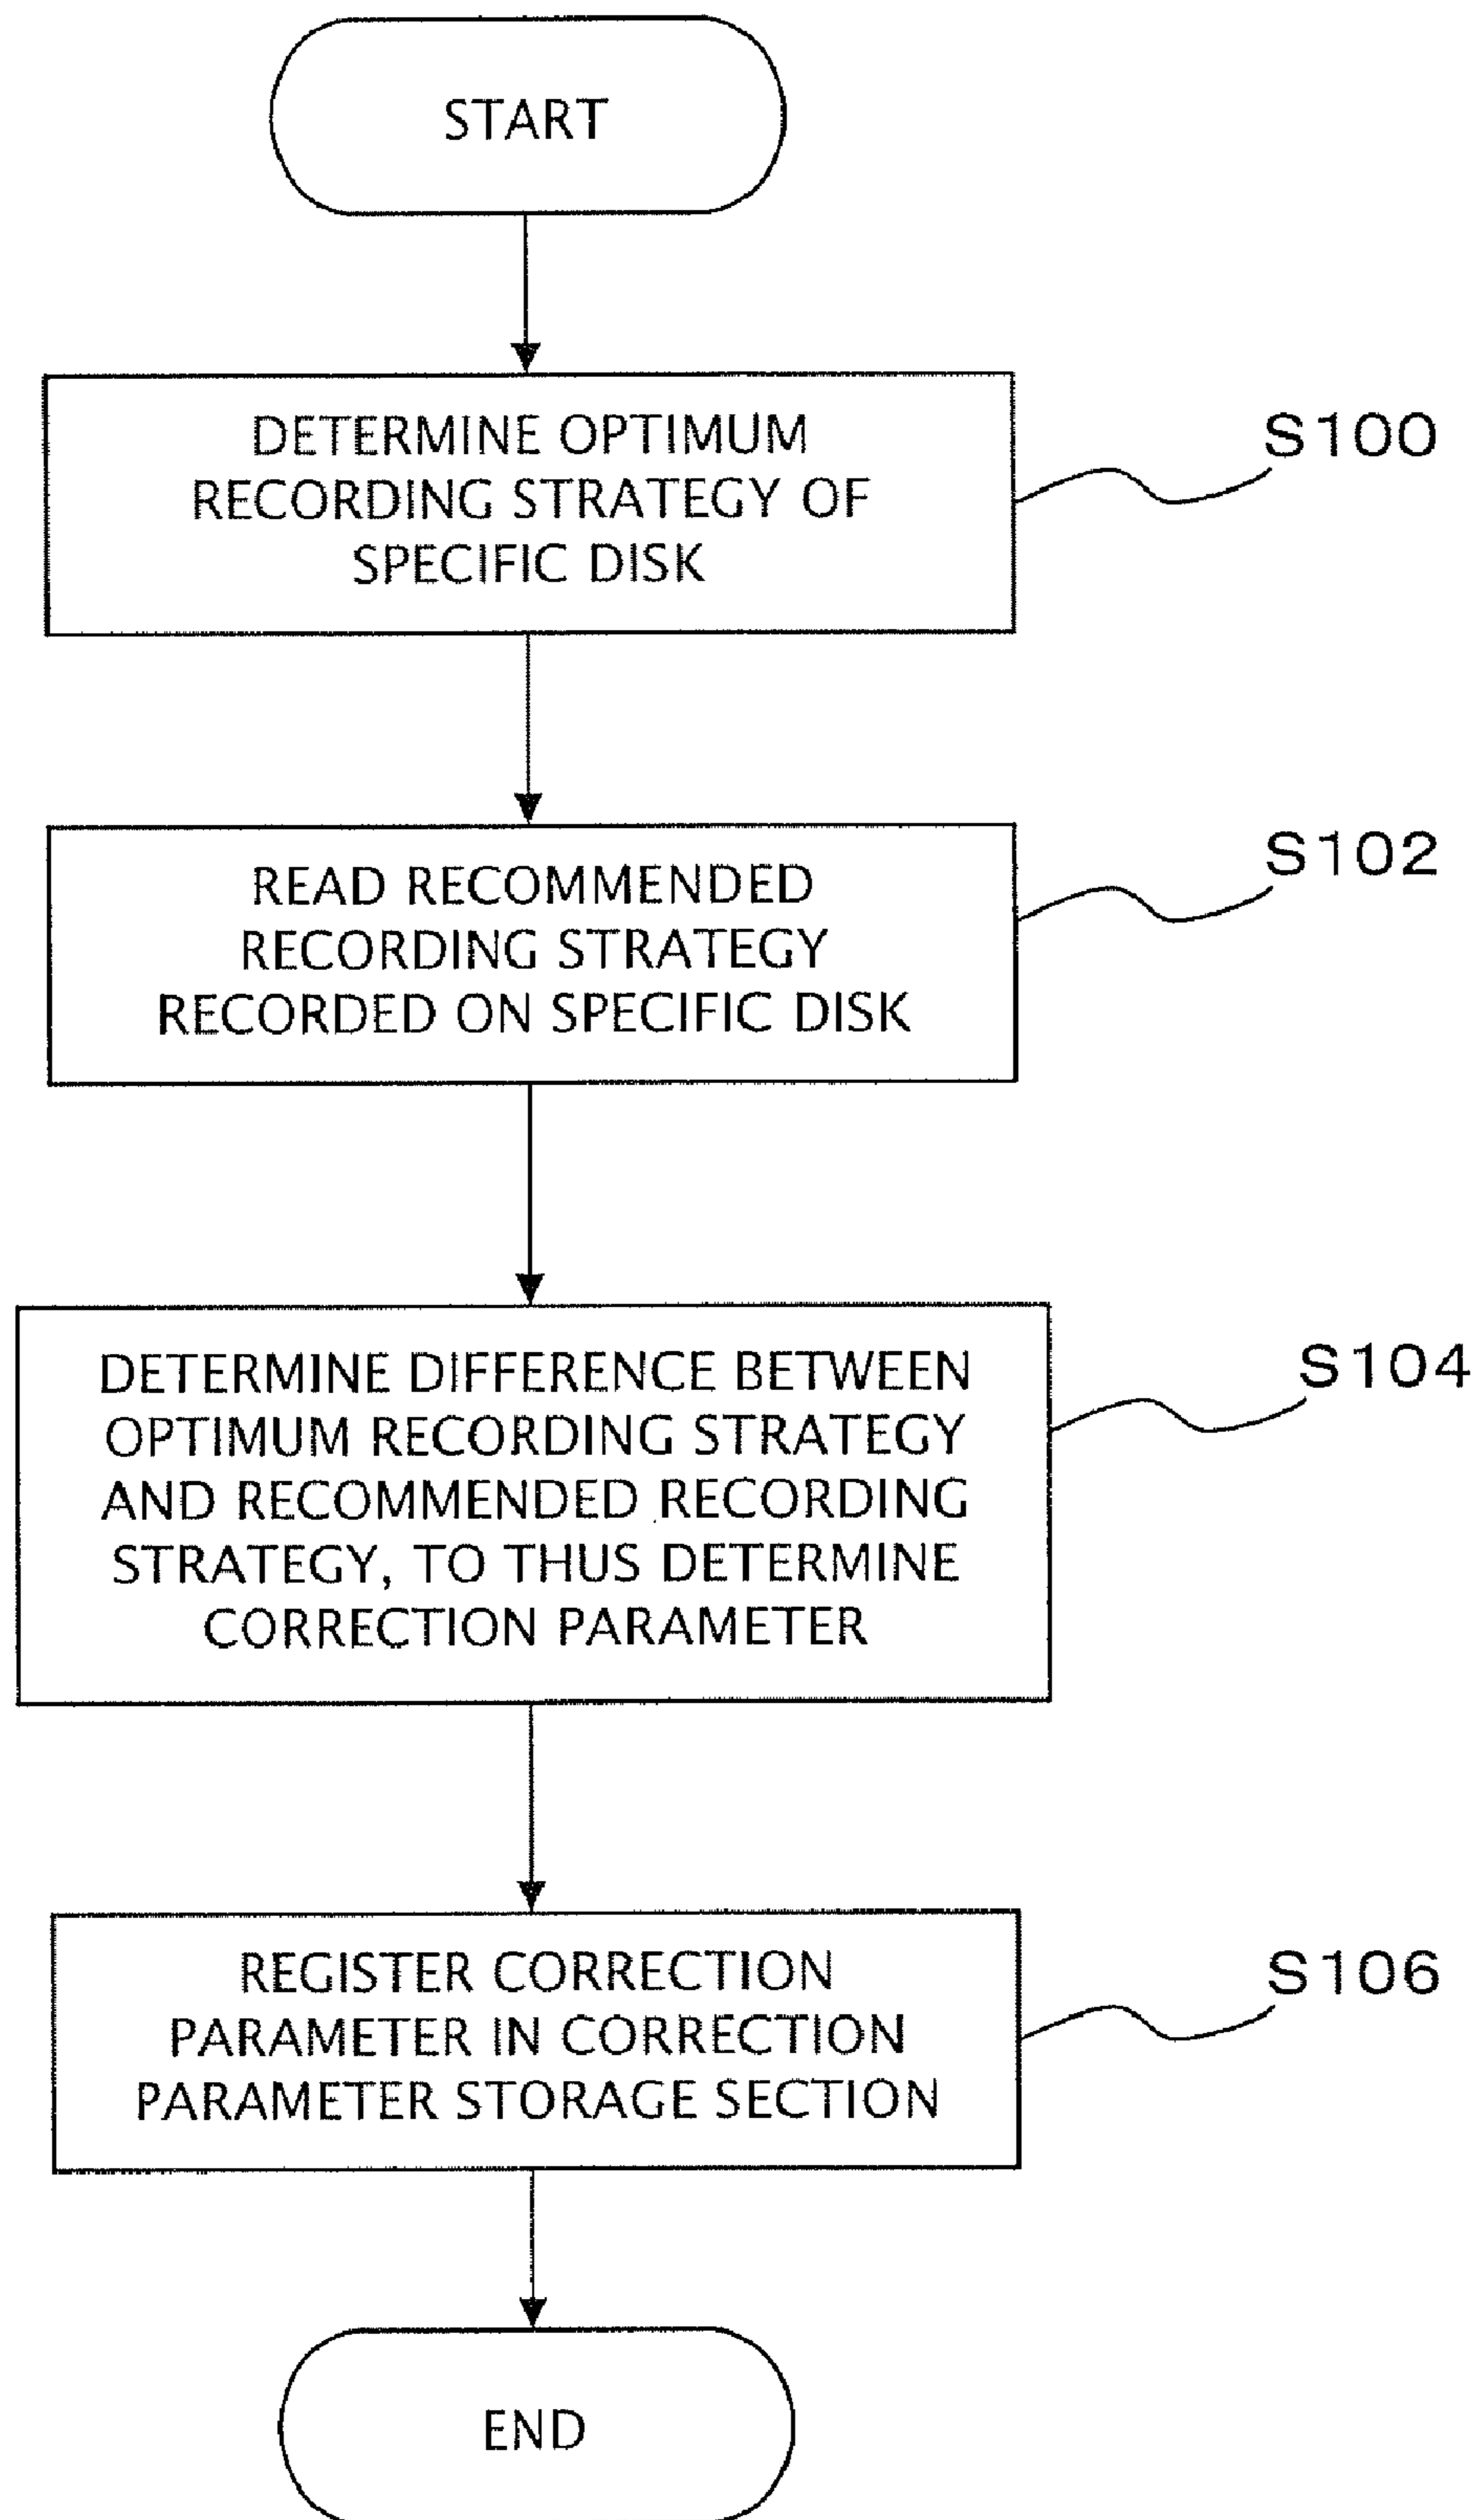 START
DETERMINE OPTIMUM
RECORDING STRATEGY OF
SPECIFIC DISK
S100
READ RECOMMENDED
RECORDING STRATEGY
RECORDED ON SPECIFIC DISK
S102
DETERMINE DIFFERENCE BETWEEN
OPTIMUM RECORDING STRATEGY
AND RECOMMENDED RECORDING
STRATEGY, TO THUS DETERMINE
CORRECTION PARAMETER
S104
REGISTER CORRECTION
PARAMETER IN CORRECTION
PARAMETER STORAGE SECTION
S106
END